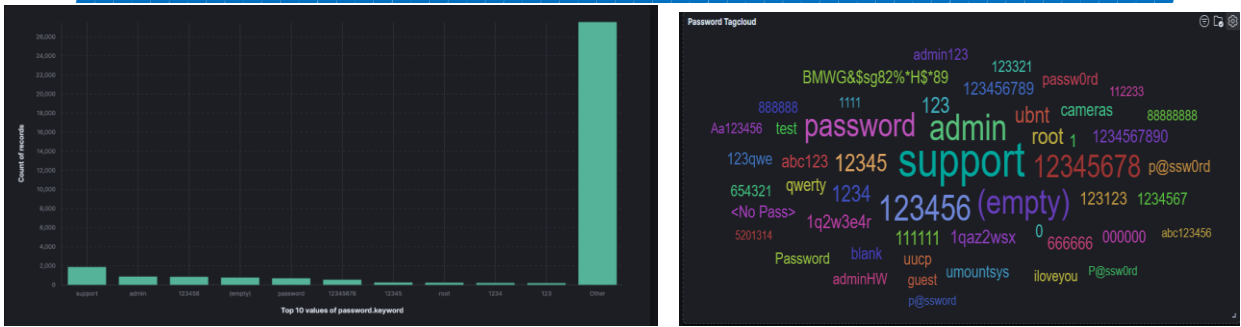 26,000
24,000
22,000
20,000
18,000
16,000
14,000
12,000
10,000
8,000
6,000
4,000
2,000
0
Count of records
support admin 123456 (empty) password 12345678 12345 root 1234 123 Other
Top 10 values of password.keyword
Password Tagcloud
admin123
123321
BMWG&$sg82%*H$*89
123456789
passw0rd
112233
888888
1111
123
ubnt
cameras
88888888
Aa123456
test
password
admin
root
1
1234567890
123qwe
abc123
12345
support
12345678
p@ssw0rd
654321
qwerty
1234
123456
(empty)
123123
1234567
<No Pass>
1q2w3e4r
5201314
111111
1qaz2wsx
0
666666
000000
abc123456
Password
blank
uucp
adminHW
guest
umountsys
iloveyou
P@ssw0rd
p@ssword